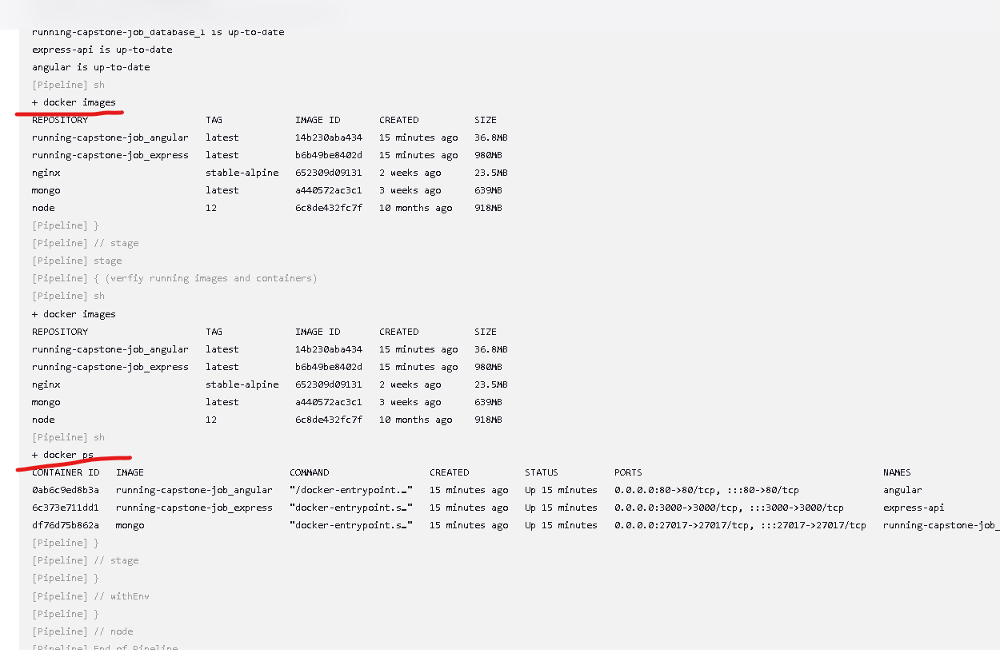 running-capstone-job_database_1 is up-to-date
express-api is up-to-date
angular is up-to-date
[Pipeline] sh
+ docker images
REPOSITORY TAG IMAGE ID CREATED SIZE
running-capstone-job_angular latest 14b230aba434 15 minutes ago 36.8MB
running-capstone-job_express latest b6b49be8402d 15 minutes ago 980MB
nginx stable-alpine 652309d09131 2 weeks ago 23.5MB
mongo latest a440572ac3c1 3 weeks ago 639MB
node 12 6c8de432fc7f 10 months ago 918MB
[Pipeline] }
[Pipeline] // stage
[Pipeline] stage
[Pipeline] { (verfiy running images and containers)
[Pipeline] sh
+ docker images
REPOSITORY TAG IMAGE ID CREATED SIZE
running-capstone-job_angular latest 14b230aba434 15 minutes ago 36.8MB
running-capstone-job_express latest b6b49be8402d 15 minutes ago 980MB
nginx stable-alpine 652309d09131 2 weeks ago 23.5MB
mongo latest a440572ac3c1 3 weeks ago 639MB
node 12 6c8de432fc7f 10 months ago 918MB
[Pipeline] sh
+ docker ps
CONTAINER ID IMAGE COMMAND CREATED STATUS PORTS NAMES
0ab6c9ed8b3a running-capstone-job_angular "/docker-entrypoint.…" 15 minutes ago Up 15 minutes 0.0.0.0:80->80/tcp, :::80->80/tcp angular
6c373e711dd1 running-capstone-job_express "docker-entrypoint.s…" 15 minutes ago Up 15 minutes 0.0.0.0:3000->3000/tcp, :::3000->3000/tcp express-api
df76d75b862a mongo "docker-entrypoint.s…" 15 minutes ago Up 15 minutes 0.0.0.0:27017->27017/tcp, :::27017->27017/tcp running-capstone-job_
[Pipeline] }
[Pipeline] // stage
[Pipeline] }
[Pipeline] // withEnv
[Pipeline] }
[Pipeline] // node
[Pipeline] End of Pipeline